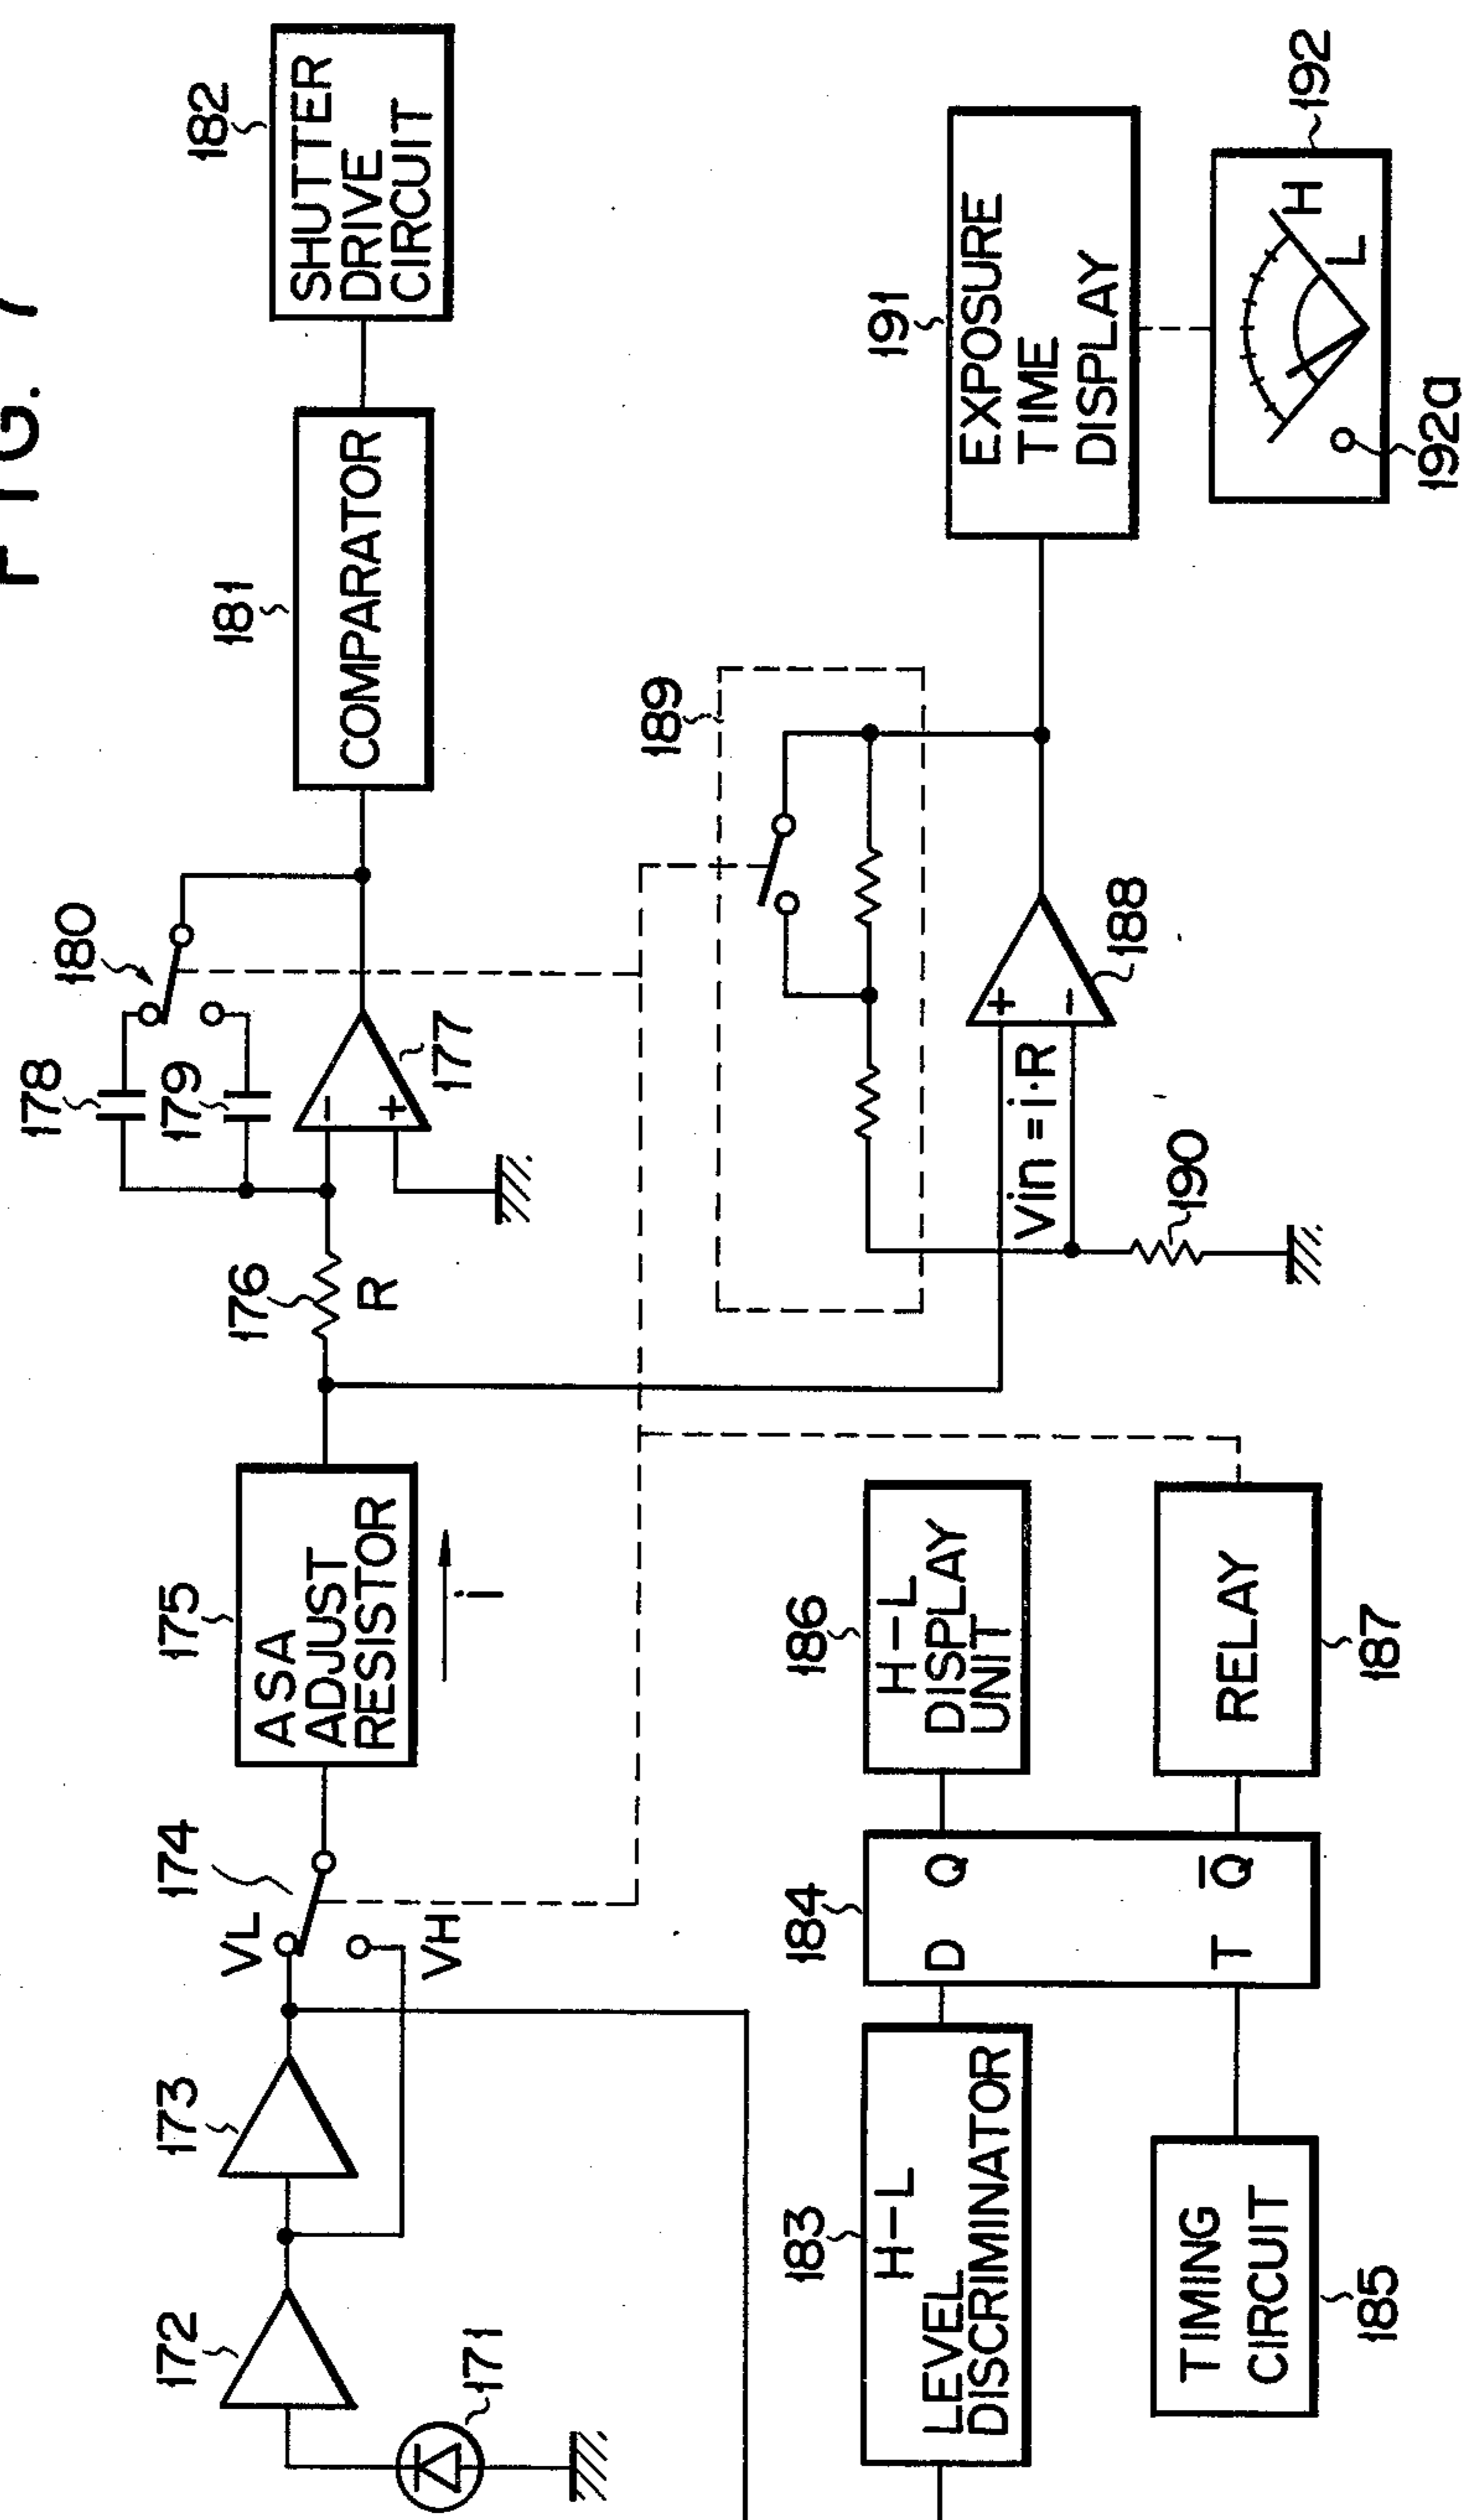 FIG. 7
171
172
173
VL
VH
174
175
ASA
ADJUST
RESISTOR
i
176
R
178
179
180
177
−
+
181
COMPARATOR
182
SHUTTER
DRIVE
CIRCUIT
183
H−L
LEVEL
DISCRIMINATOR
184
D Q
T Q̅
185
TIMING
CIRCUIT
186
H−L
DISPLAY
UNIT
187
RELAY
189
Vin = i·R
+
−
188
190
191
EXPOSURE
TIME
DISPLAY
H
L
192
192a